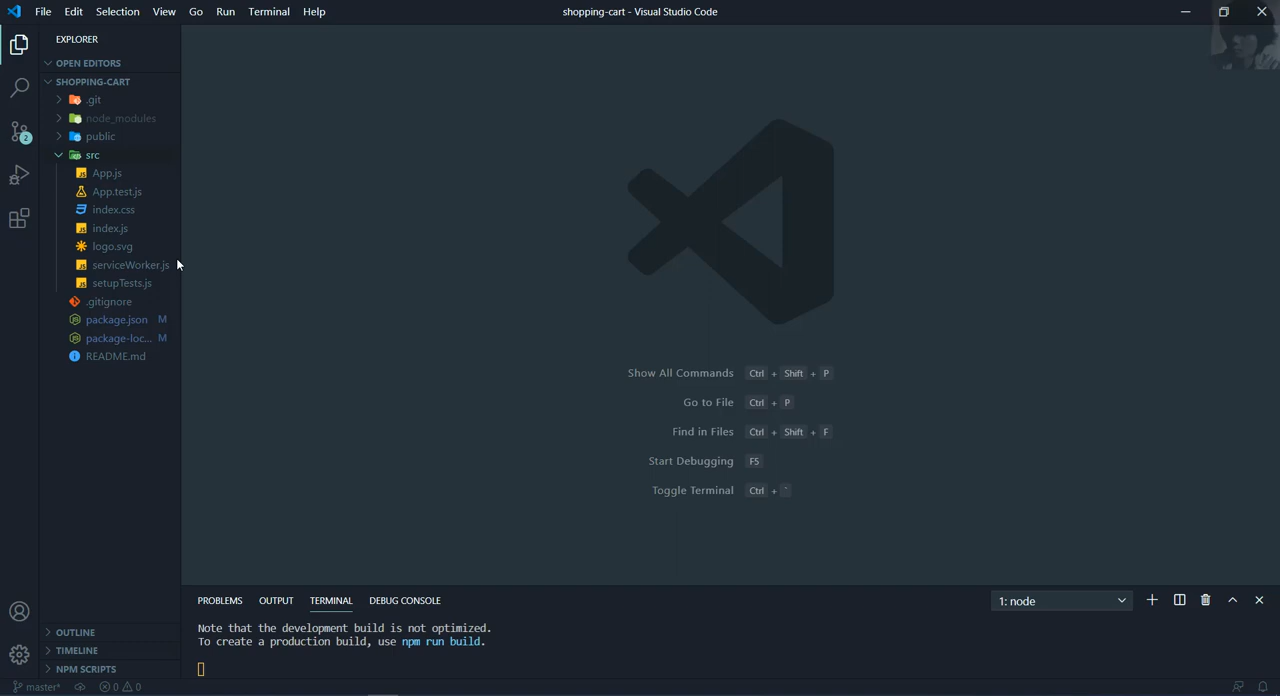 File Edit Selection View Go Run Terminal Help
shopping-cart - Visual Studio Code
EXPLORER
OPEN EDITORS
SHOPPING-CART
.git
node_modules
public
src
App.js
App.test.js
index.css
index.js
logo.svg
serviceWorker.js
setupTests.js
.gitignore
package.json M
package-loc... M
README.md
OUTLINE
TIMELINE
NPM SCRIPTS
2
Show All Commands Ctrl + Shift + P
Go to File Ctrl + P
Find in Files Ctrl + Shift + F
Start Debugging F5
Toggle Terminal Ctrl + `
PROBLEMS OUTPUT TERMINAL DEBUG CONSOLE
1: node
Note that the development build is not optimized.
To create a production build, use npm run build.
master* 0 0